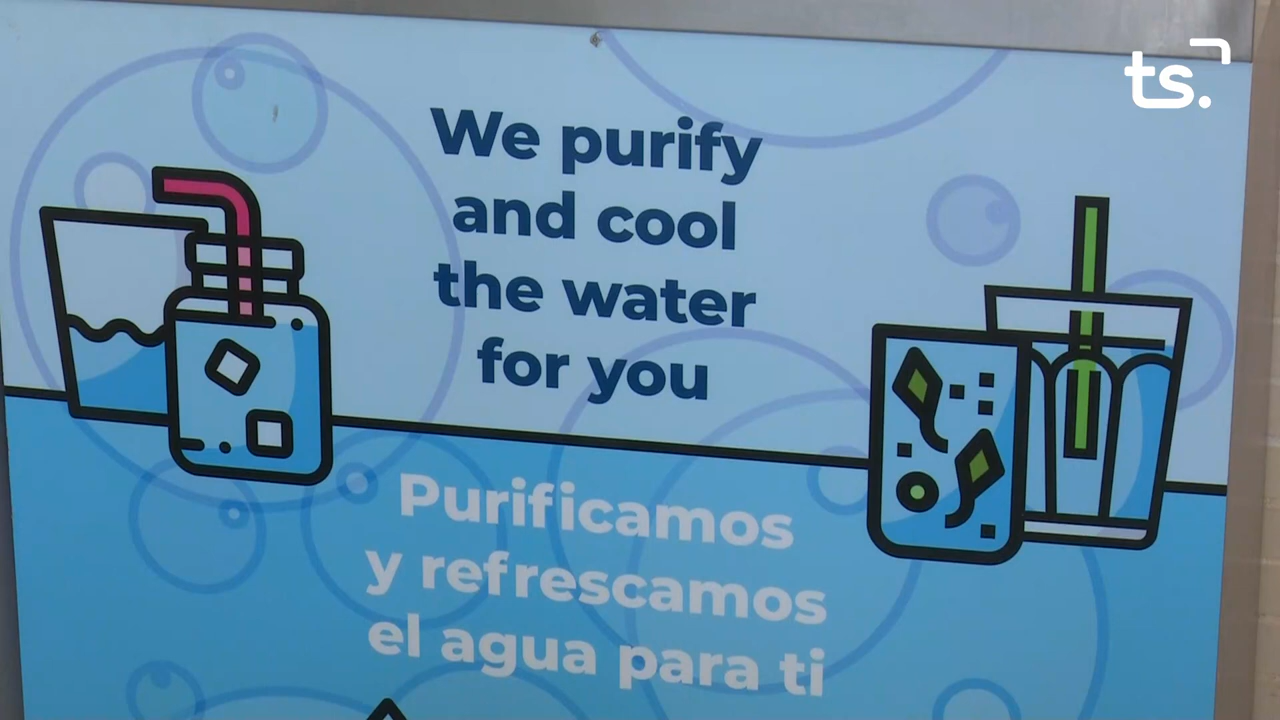 ts.
We purify
and cool
the water
for you
Purificamos
y refrescamos
el agua para ti